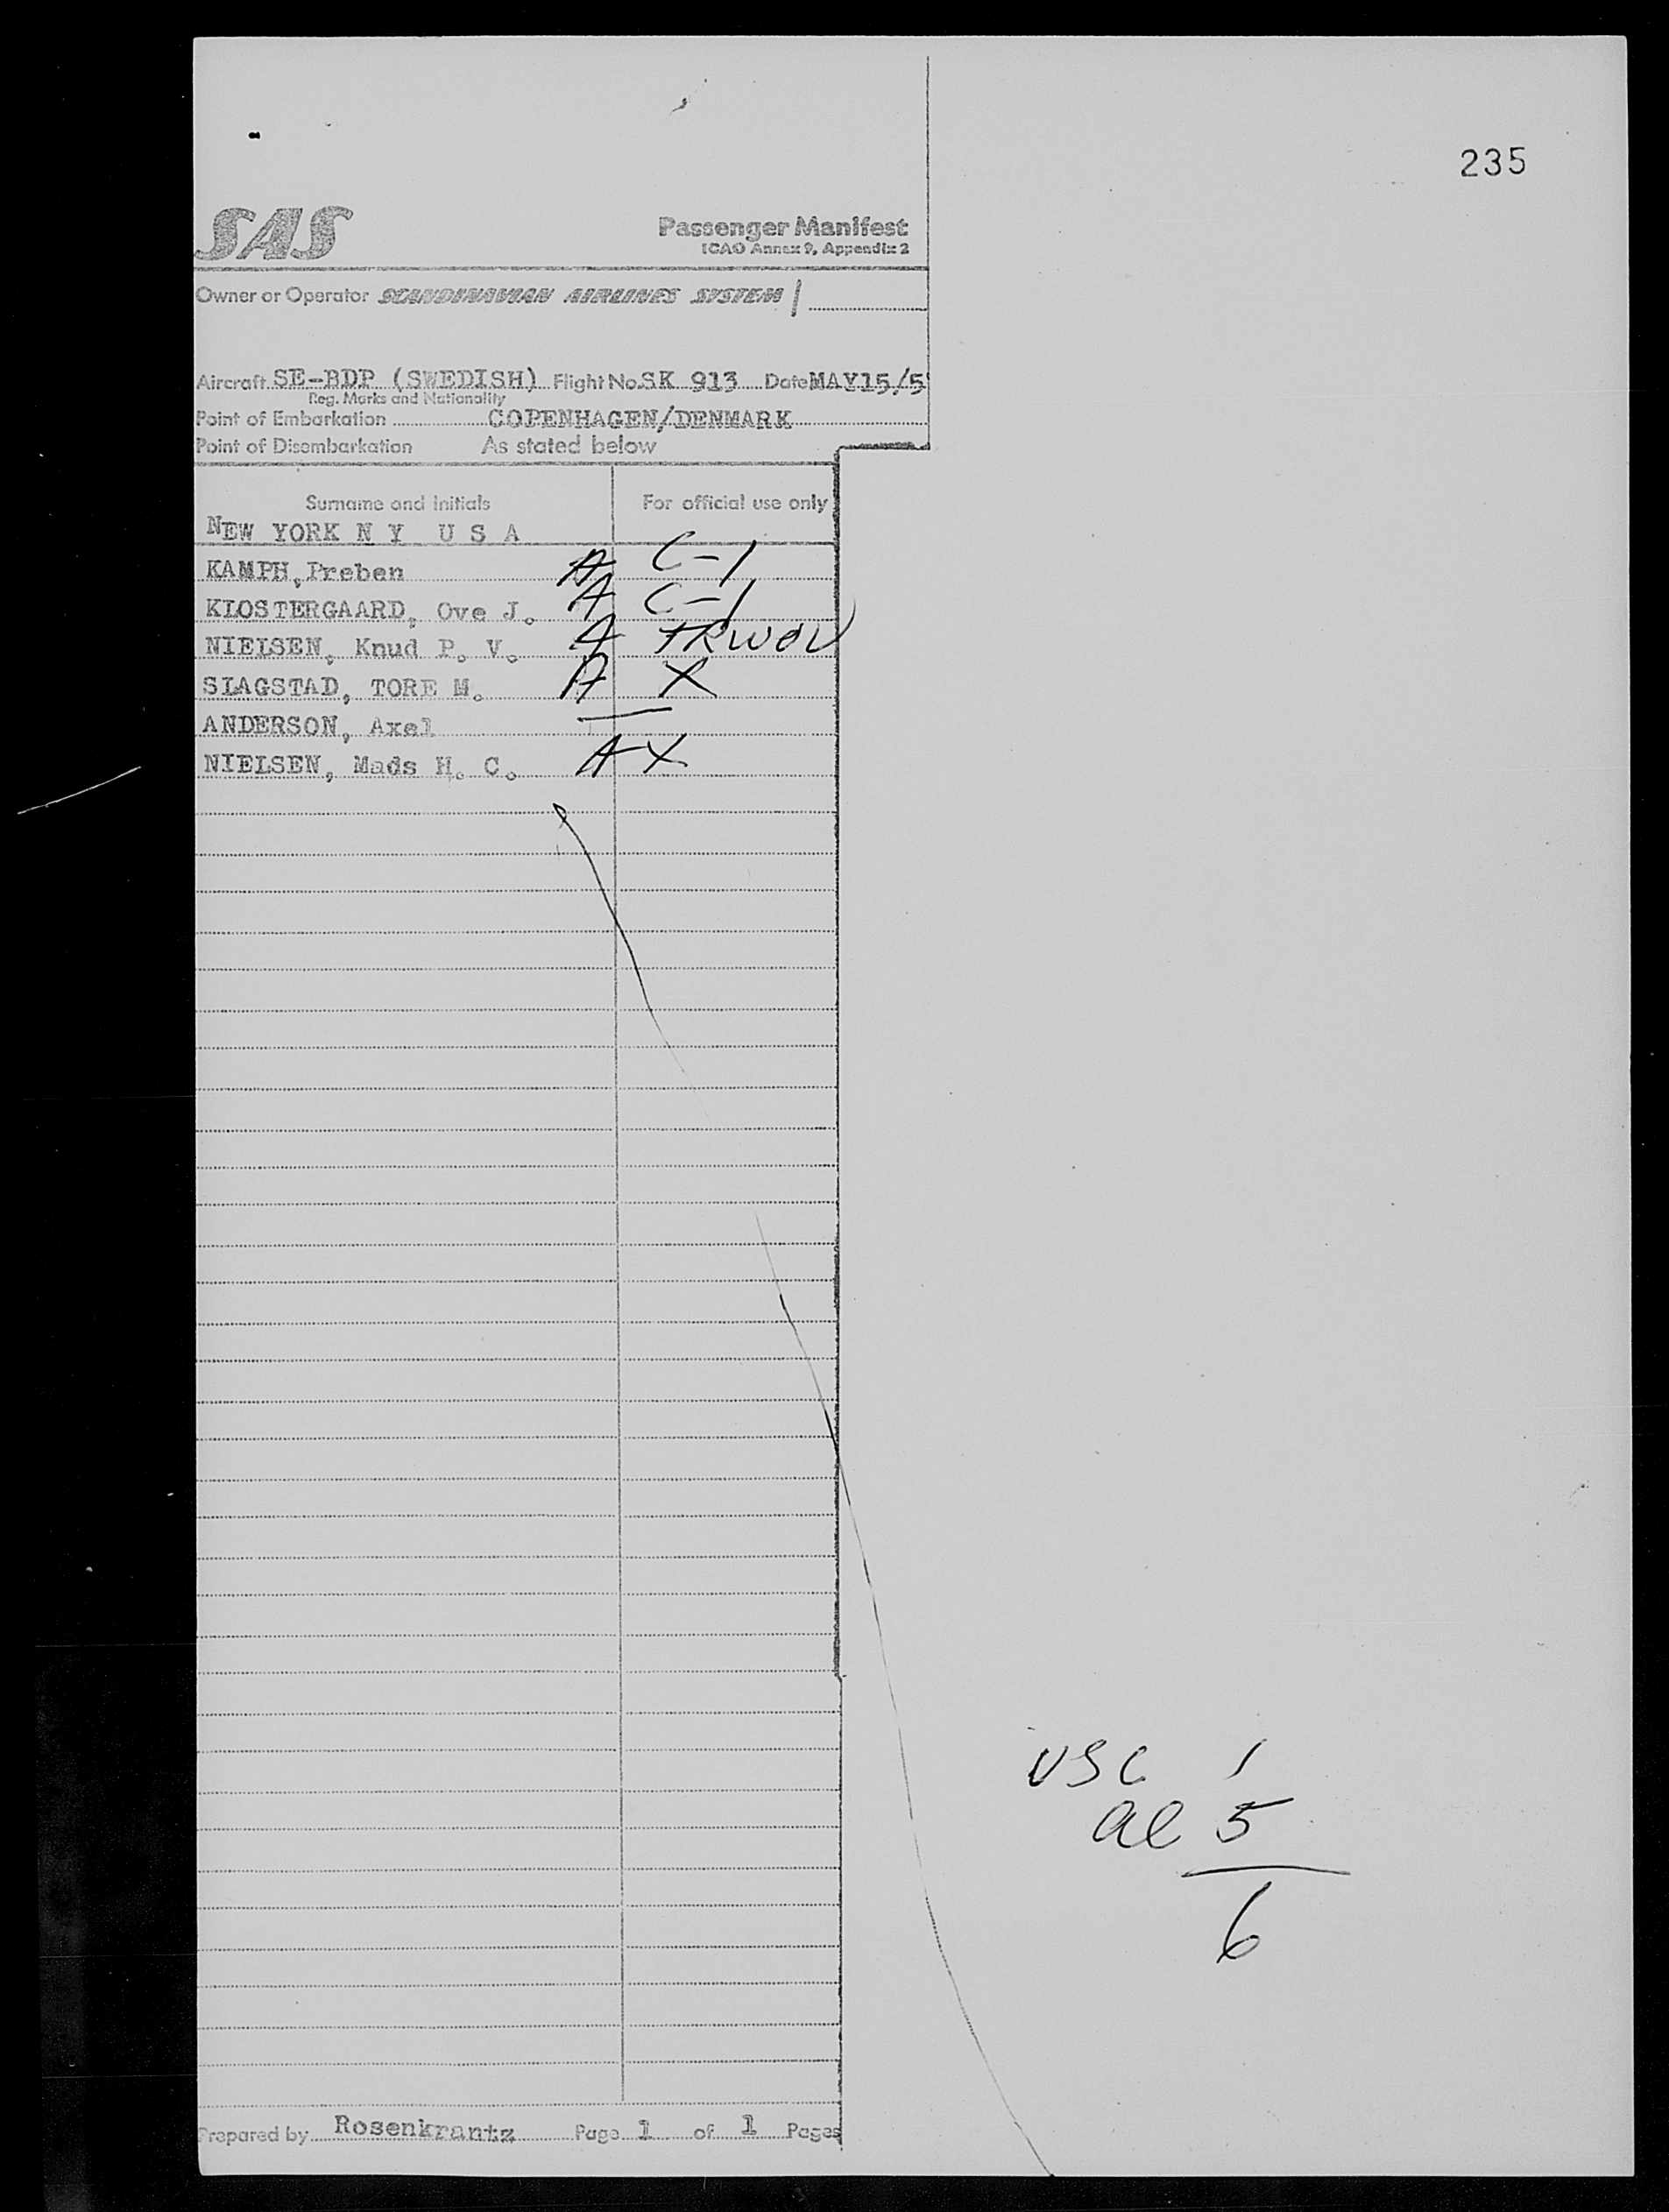 235
SAS
Passenger Manifest
ICAO Annex 9, Appendix 2
Owner or Operator SCANDINAVIAN AIRLINES SYSTEM /
Aircraft SE-BDP (SWEDISH) Flight No. SK 913 Date MAY15/5
Reg. Marks and Nationality
Point of Embarkation COPENHAGEN/DENMARK
Point of Disembarkation As stated below
Surname and initials For official use only
NEW YORK N Y U S A
KAMPH, Preben A C-1
KLOSTERGAARD, Ove J. A C-1
NIELSEN, Knud P. V. A TRWOV
SLAGSTAD, TORE M. A X
ANDERSON, Axel —
NIELSEN, Mads H. C. A X
USC 1
al 5
6
Prepared by Rosenkrantz Page 1 of 1 Pages